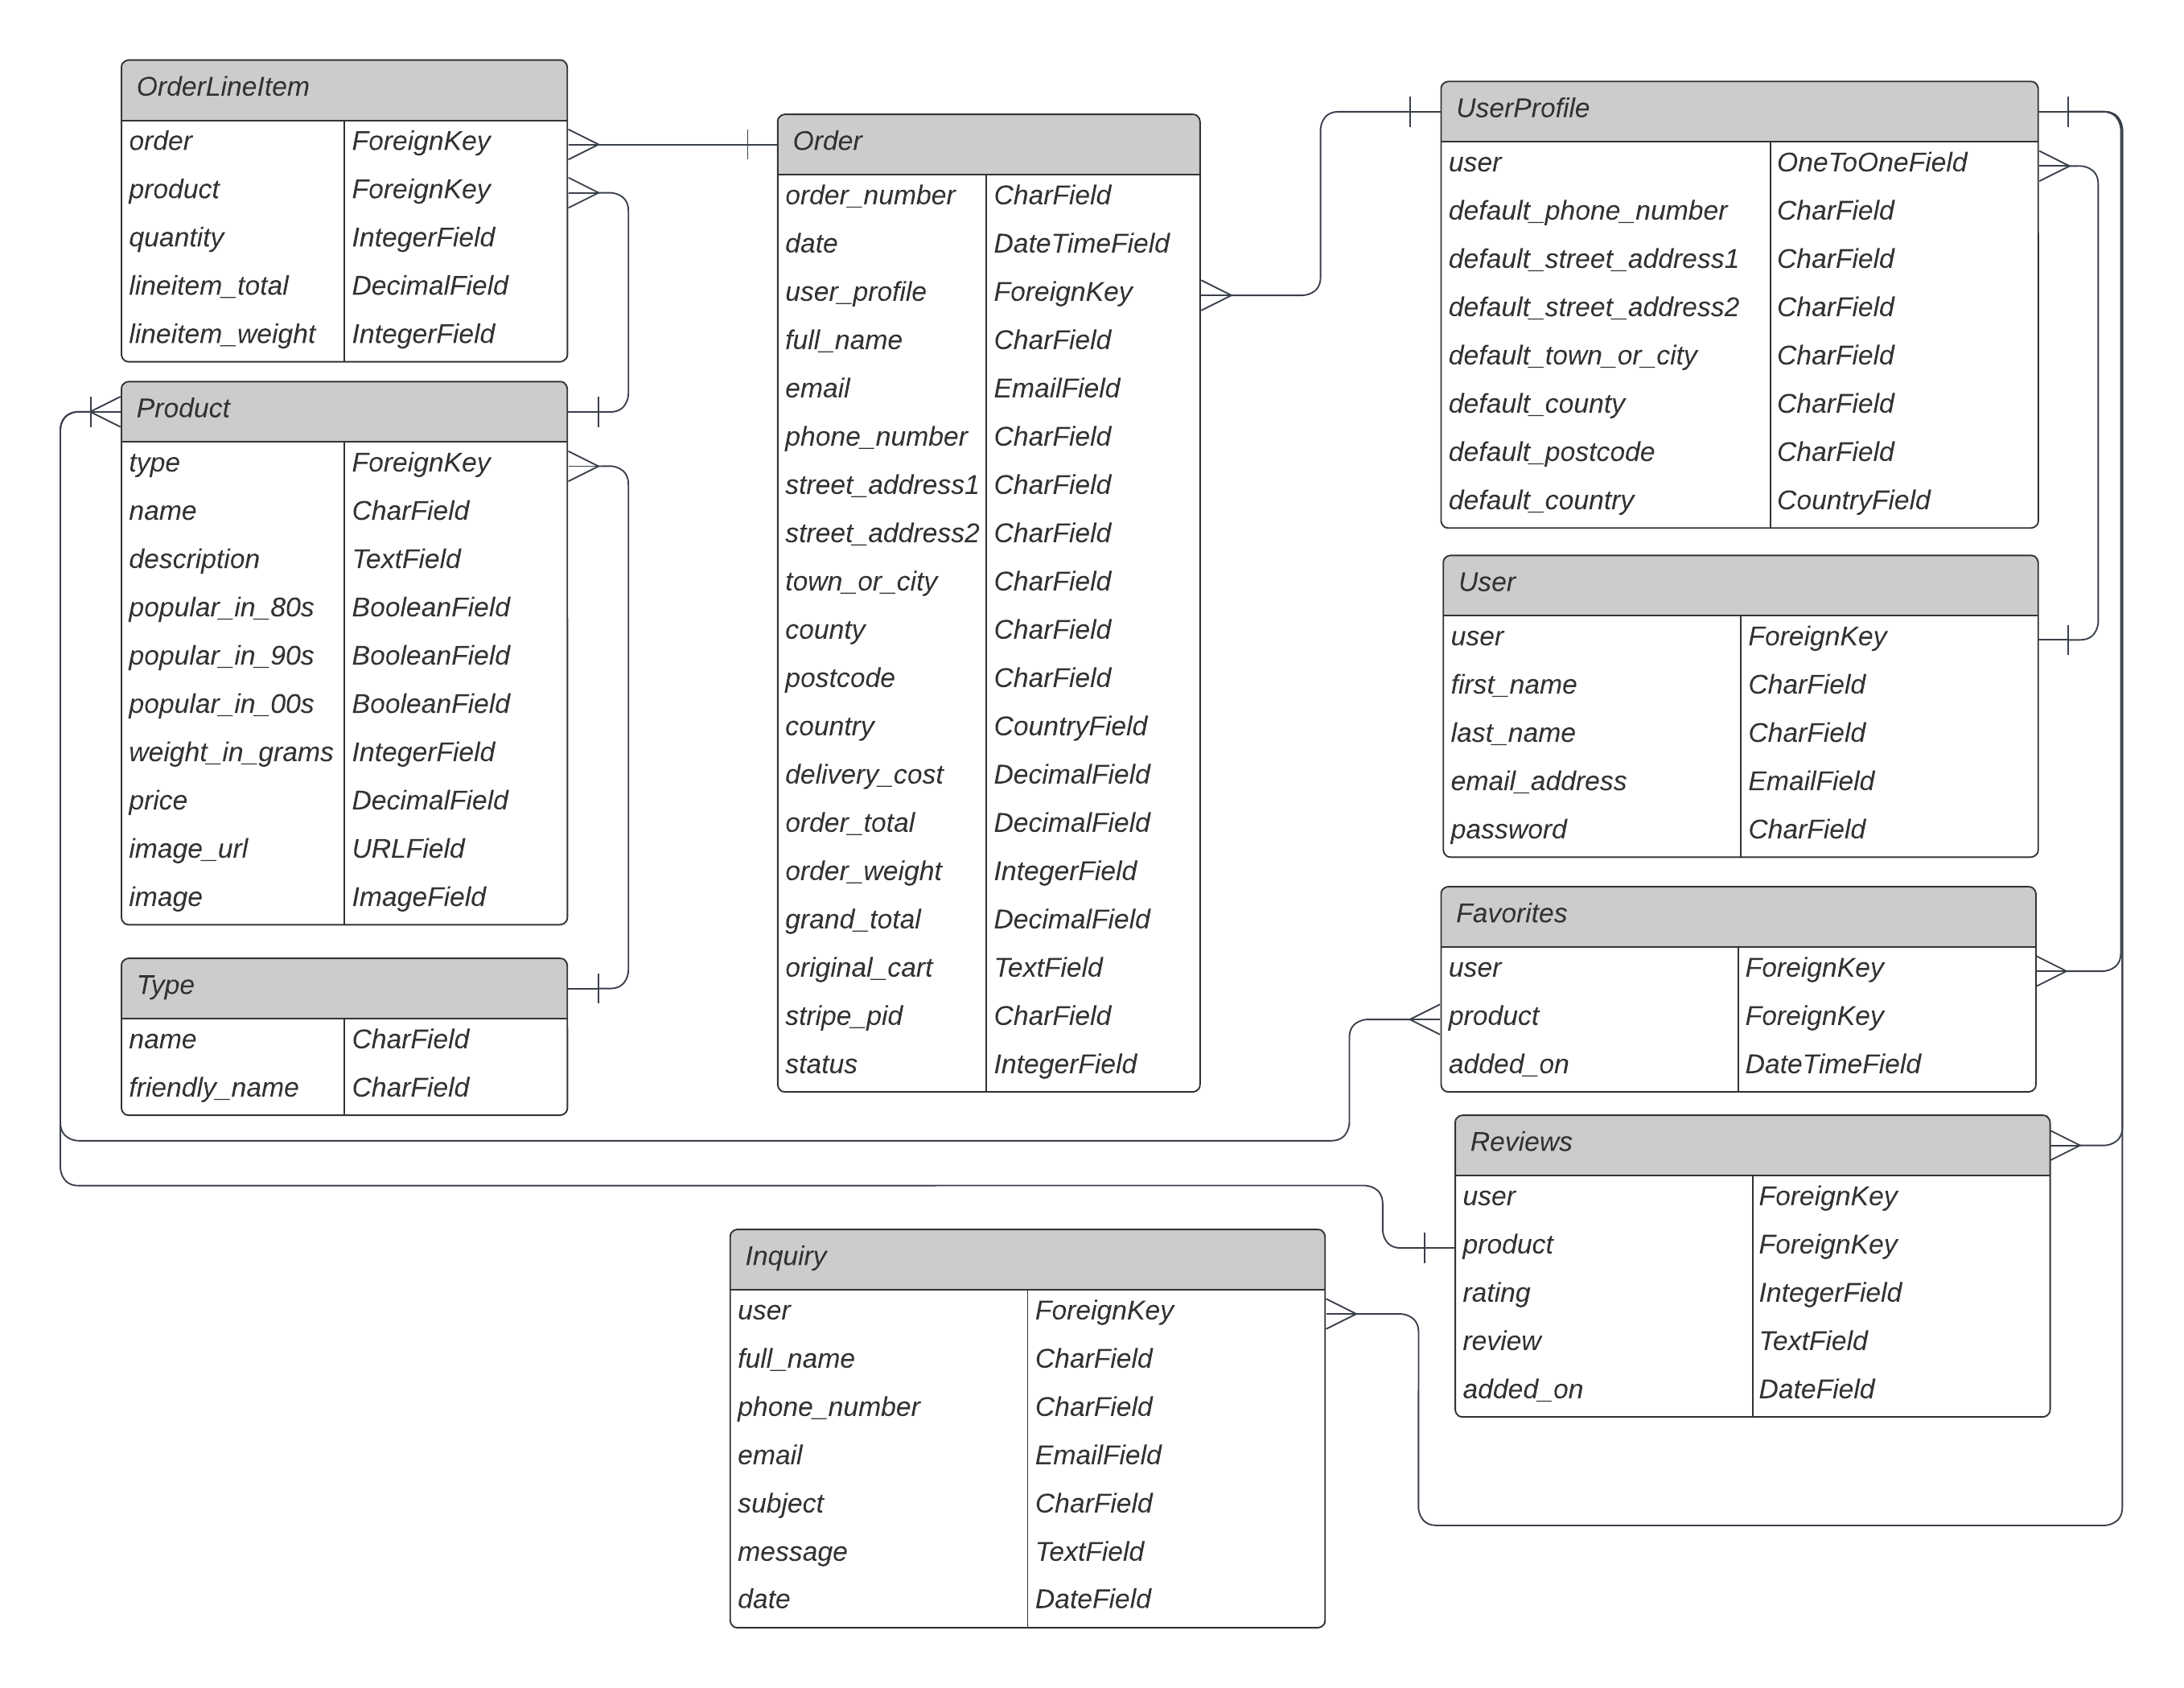 OrderLineItem
order ForeignKey
product ForeignKey
quantity IntegerField
lineitem_total DecimalField
lineitem_weight IntegerField
Product
type ForeignKey
name CharField
description TextField
popular_in_80s BooleanField
popular_in_90s BooleanField
popular_in_00s BooleanField
weight_in_grams IntegerField
price DecimalField
image_url URLField
image ImageField
Type
name CharField
friendly_name CharField
Order
order_number CharField
date DateTimeField
user_profile ForeignKey
full_name CharField
email EmailField
phone_number CharField
street_address1 CharField
street_address2 CharField
town_or_city CharField
county CharField
postcode CharField
country CountryField
delivery_cost DecimalField
order_total DecimalField
order_weight IntegerField
grand_total DecimalField
original_cart TextField
stripe_pid CharField
status IntegerField
UserProfile
user OneToOneField
default_phone_number CharField
default_street_address1 CharField
default_street_address2 CharField
default_town_or_city CharField
default_county CharField
default_postcode CharField
default_country CountryField
User
user ForeignKey
first_name CharField
last_name CharField
email_address EmailField
password CharField
Favorites
user ForeignKey
product ForeignKey
added_on DateTimeField
Reviews
user ForeignKey
product ForeignKey
rating IntegerField
review TextField
added_on DateField
Inquiry
user ForeignKey
full_name CharField
phone_number CharField
email EmailField
subject CharField
message TextField
date DateField